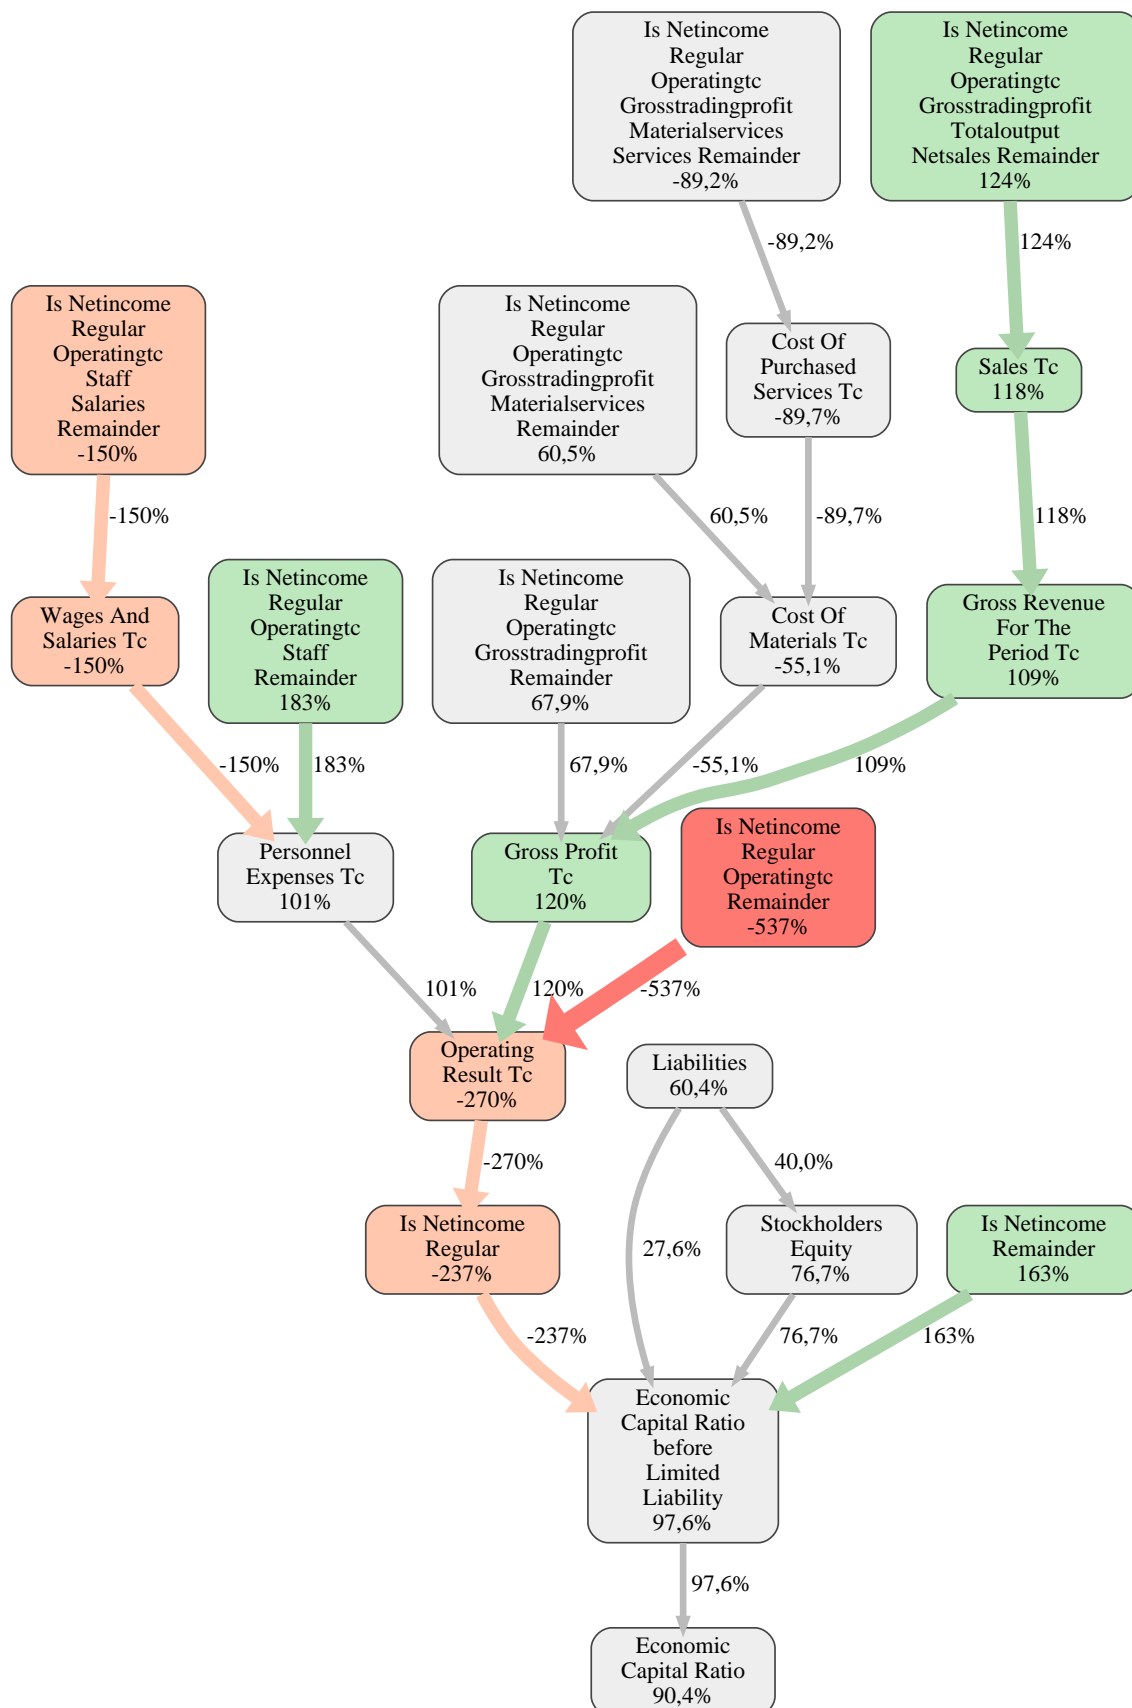 Is Netincome
Regular
Operatingtc
Grosstradingprofit
Materialservices
Services Remainder
-89,2%
Is Netincome
Regular
Operatingtc
Grosstradingprofit
Totaloutput
Netsales Remainder
124%
-89,2%
124%
Is Netincome
Regular
Operatingtc
Staff
Salaries
Remainder
-150%
Is Netincome
Regular
Operatingtc
Grosstradingprofit
Materialservices
Remainder
60,5%
Cost Of
Purchased
Services Tc
-89,7%
Sales Tc
118%
-150%
60,5%
-89,7%
118%
Wages And
Salaries Tc
-150%
Is Netincome
Regular
Operatingtc
Staff
Remainder
183%
Is Netincome
Regular
Operatingtc
Grosstradingprofit
Remainder
67,9%
Cost Of
Materials Tc
-55,1%
Gross Revenue
For The
Period Tc
109%
-150%
183%
67,9%
-55,1%
109%
Personnel
Expenses Tc
101%
Gross Profit
Tc
120%
Is Netincome
Regular
Operatingtc
Remainder
-537%
101%
120%
-537%
Operating
Result Tc
-270%
Liabilities
60,4%
-270%
40,0%
Is Netincome
Regular
-237%
27,6%
Stockholders
Equity
76,7%
Is Netincome
Remainder
163%
-237%
76,7%
163%
Economic
Capital Ratio
before
Limited
Liability
97,6%
97,6%
Economic
Capital Ratio
90,4%